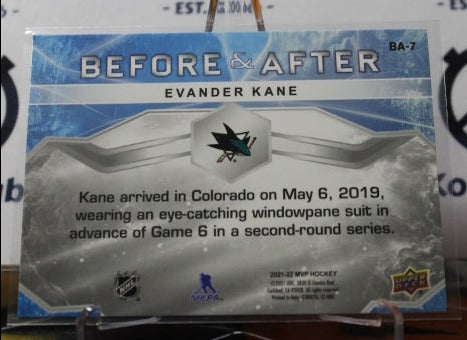 BA-7
BEFORE & AFTER
EVANDER KANE
Kane arrived in Colorado on May 6, 2019,
wearing an eye-catching windowpane suit in
advance of Game 6 in a second-round series.
2021-22 MVP HOCKEY
NHL
NHLPA
UPPER DECK